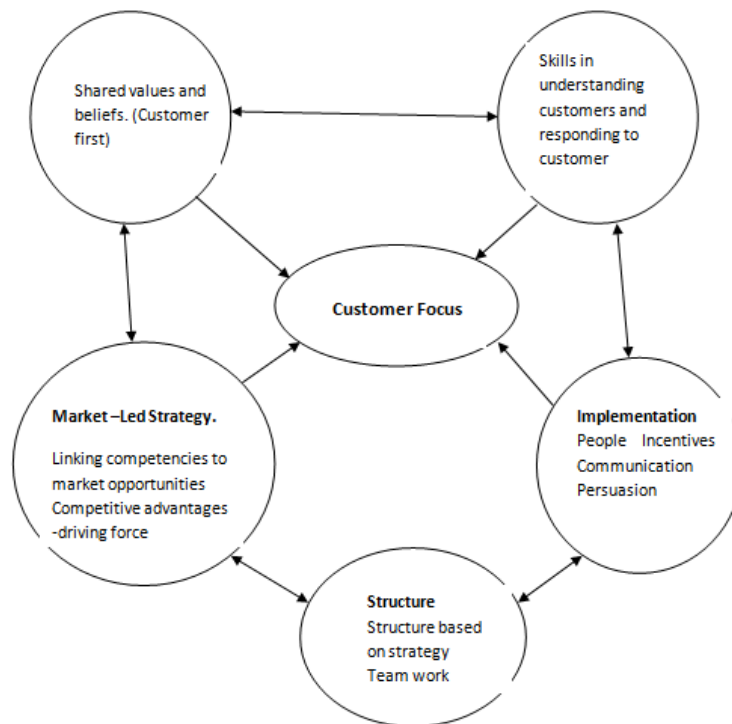 Shared values and
beliefs. (Customer
first)
Skills in
understanding
customers and
responding to
customer
Customer Focus
Market –Led Strategy.
Linking competencies to
market opportunities
Competitive advantages
-driving force
Implementation
People Incentives
Communication
Persuasion
Structure
Structure based
on strategy
Team work